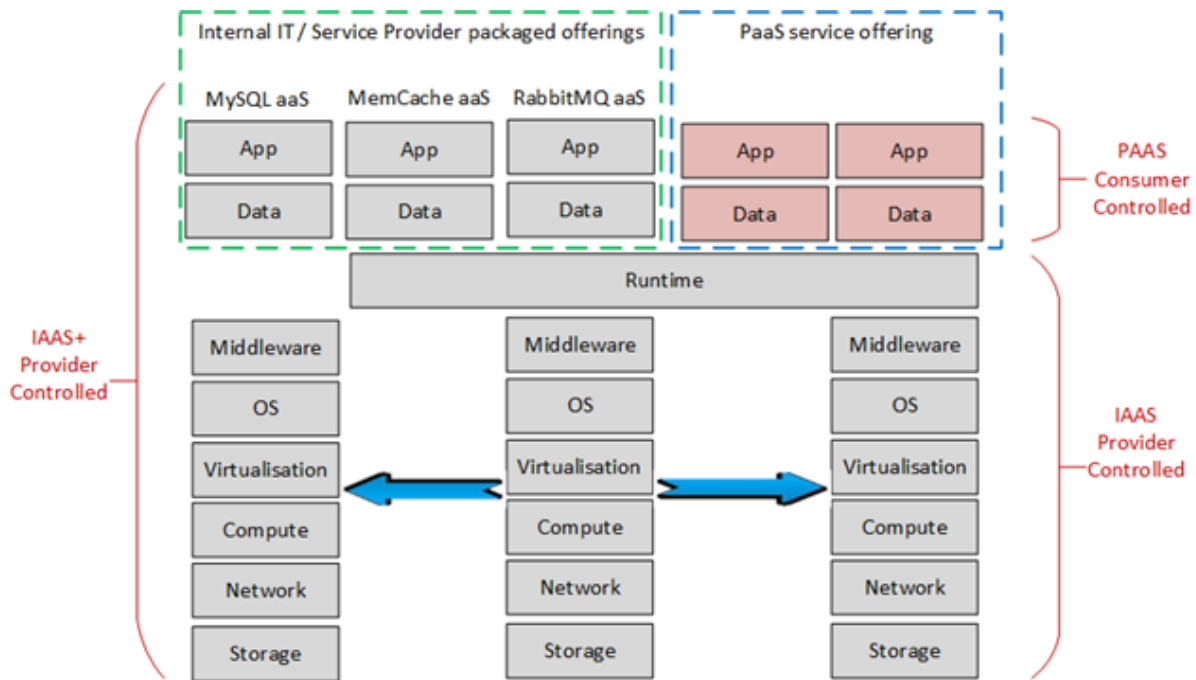 Internal IT / Service Provider packaged offerings
PaaS service offering
MySQL aaS
MemCache aaS
RabbitMQ aaS
App
App
App
App
App
Data
Data
Data
Data
Data
PAAS
Consumer
Controlled
Runtime
IAAS+
Provider
Controlled
Middleware
Middleware
Middleware
OS
OS
OS
Virtualisation
Virtualisation
Virtualisation
IAAS
Provider
Controlled
Compute
Compute
Compute
Network
Network
Network
Storage
Storage
Storage